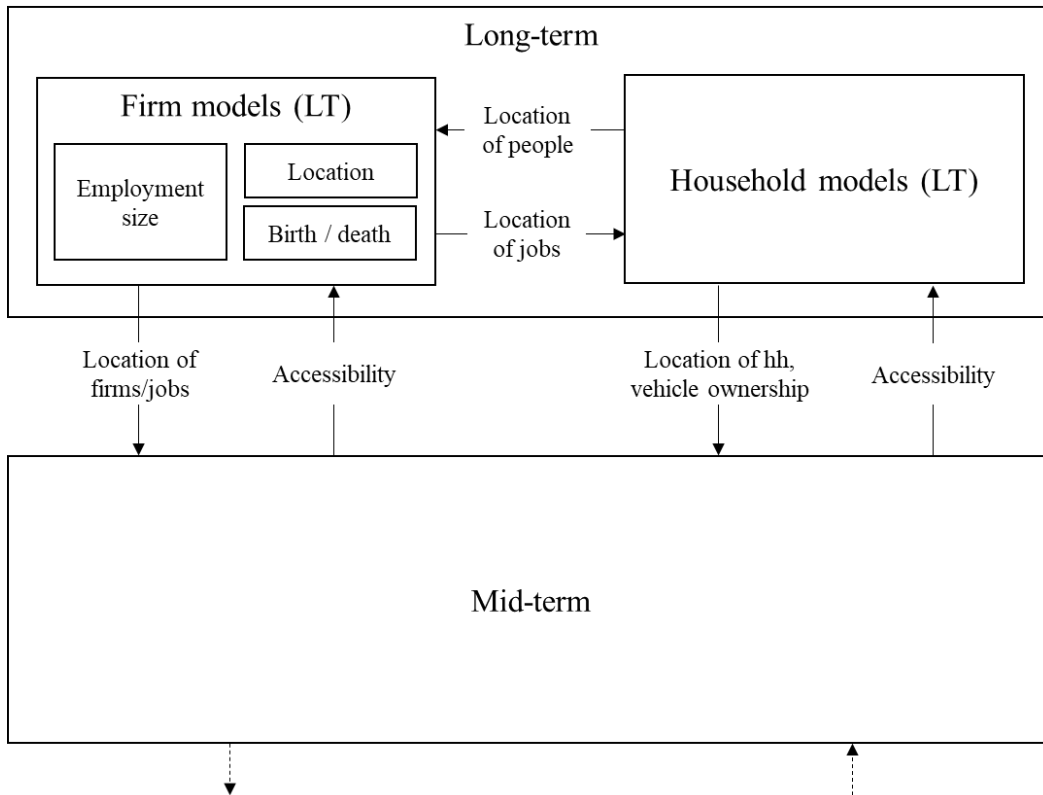 Long-term
Firm models (LT)
Employment
size
Location
Birth / death
Location
of people
Location
of jobs
Household models (LT)
Location of
firms/jobs
Accessibility
Location of hh,
vehicle ownership
Accessibility
Mid-term